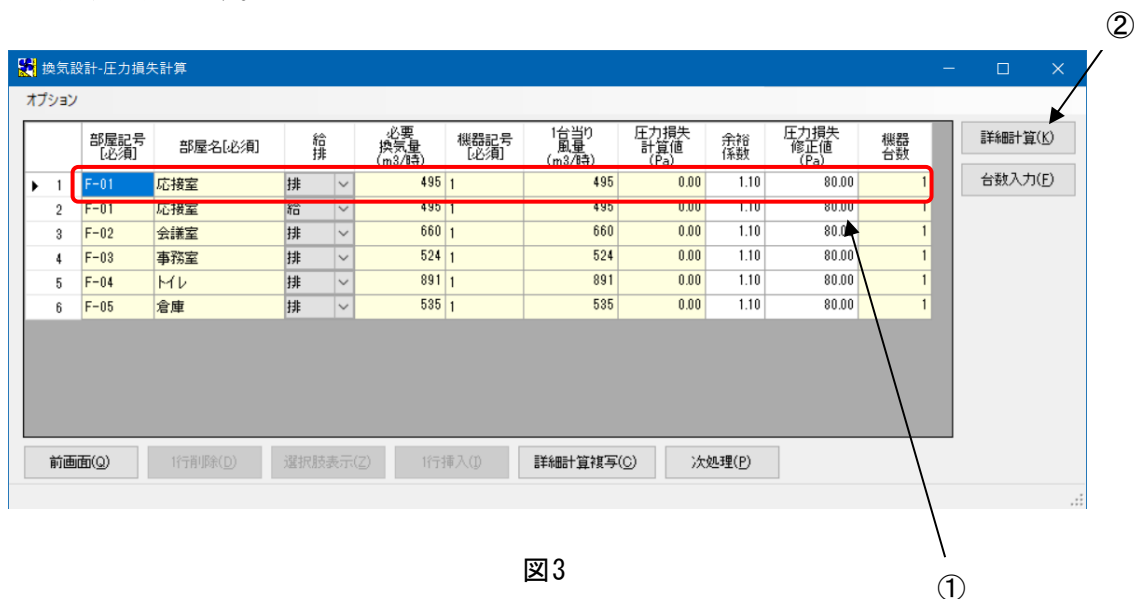 ②
換気設計-圧力損失計算
オプション
部屋記号[必須] 部屋名[必須] 給排 必要換気量(m3/時) 機器記号[必須] 1台当り風量m3/時) 圧力損失計算値(Pa) 余裕係数 圧力損失修正値(Pa) 機器台数
1 F-01 応接室 排 495 1 495 0.00 1.10 80.00 1
2 F-01 応接室 給 495 1 495 0.00 1.10 80.00 1
3 F-02 会議室 排 660 1 660 0.00 1.10 80.00 1
4 F-03 事務室 排 524 1 524 0.00 1.10 80.00 1
5 F-04 トイレ 排 891 1 891 0.00 1.10 80.00 1
6 F-05 倉庫 排 535 1 535 0.00 1.10 80.00 1
詳細計算(K)
台数入力(F)
前画面(Q) 1行削除(D) 選択肢表示(Z) 1行挿入(I) 詳細計算複写(C) 次処理(P)
図3
①